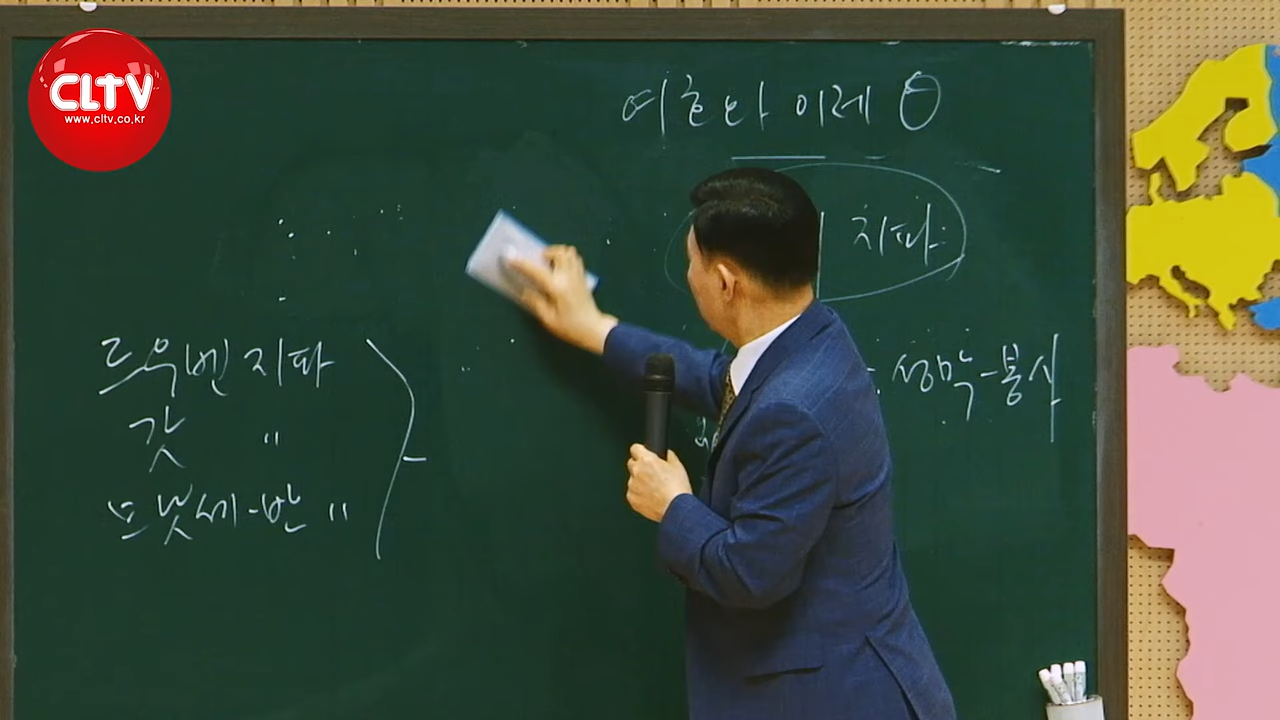 CLTV
www.cltv.co.kr
여호와 이레
지파
르우벤 지파
갓 〃
므낫세-반 〃
성막-봉사